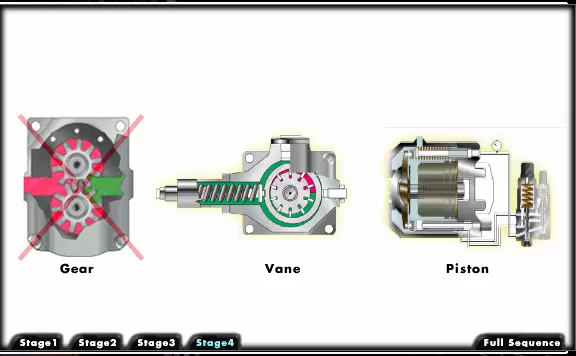 Gear
Vane
Piston
Stage1
Stage2
Stage3
Stage4
Full Sequence